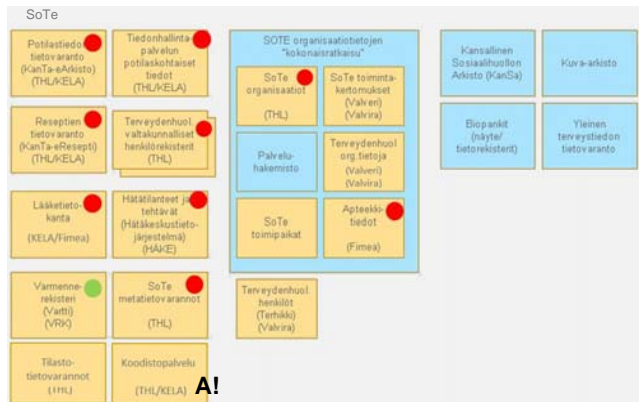 SoTe
Potilastiedon
tietovaranto
(KanTa-eArkisto)
(THL/KELA)
Tiedonhallinta-
palvelun
potilaskohtaiset
tiedot
(THL/KELA)
Reseptien
tietovaranto
(KanTa-eResepti)
(THL/KELA)
Terveydenhuol.
valtakunnalliset
henkilörekisterit
(THL)
Lääketieto-
kanta
(KELA/Fimea)
Hätätilanteet ja
tehtävät
(Hätäkeskustieto-
järjestelmä)
(HÄKE)
Varmenne-
rekisteri
(Vartti)
(VRK)
SoTe
metatietovarannot
(THL)
Tilasto-
tietovarannot
(THL)
Koodistopalvelu
(THL/KELA)
A!
SOTE organisaatiotietojen
"kokonaisratkaisu"
SoTe
organisaatiot
(THL)
SoTe toiminta-
kertomukset
(Valveri)
(Valvira)
Palvelu-
hakemisto
Terveydenhuol
org.tietoja
(Valveri)
(Valvira)
SoTe
toimipaikat
Apteekki-
tiedot
(Fimea)
Terveydenhuol.
henkilöt
(Terhikki)
(Valvira)
Kansallinen
Sosiaalihuollon
Arkisto (KanSa)
Kuva-arkisto
Biopankit
(näyte/
tietorekisterit)
Yleinen
terveystiedon
tietovaranto